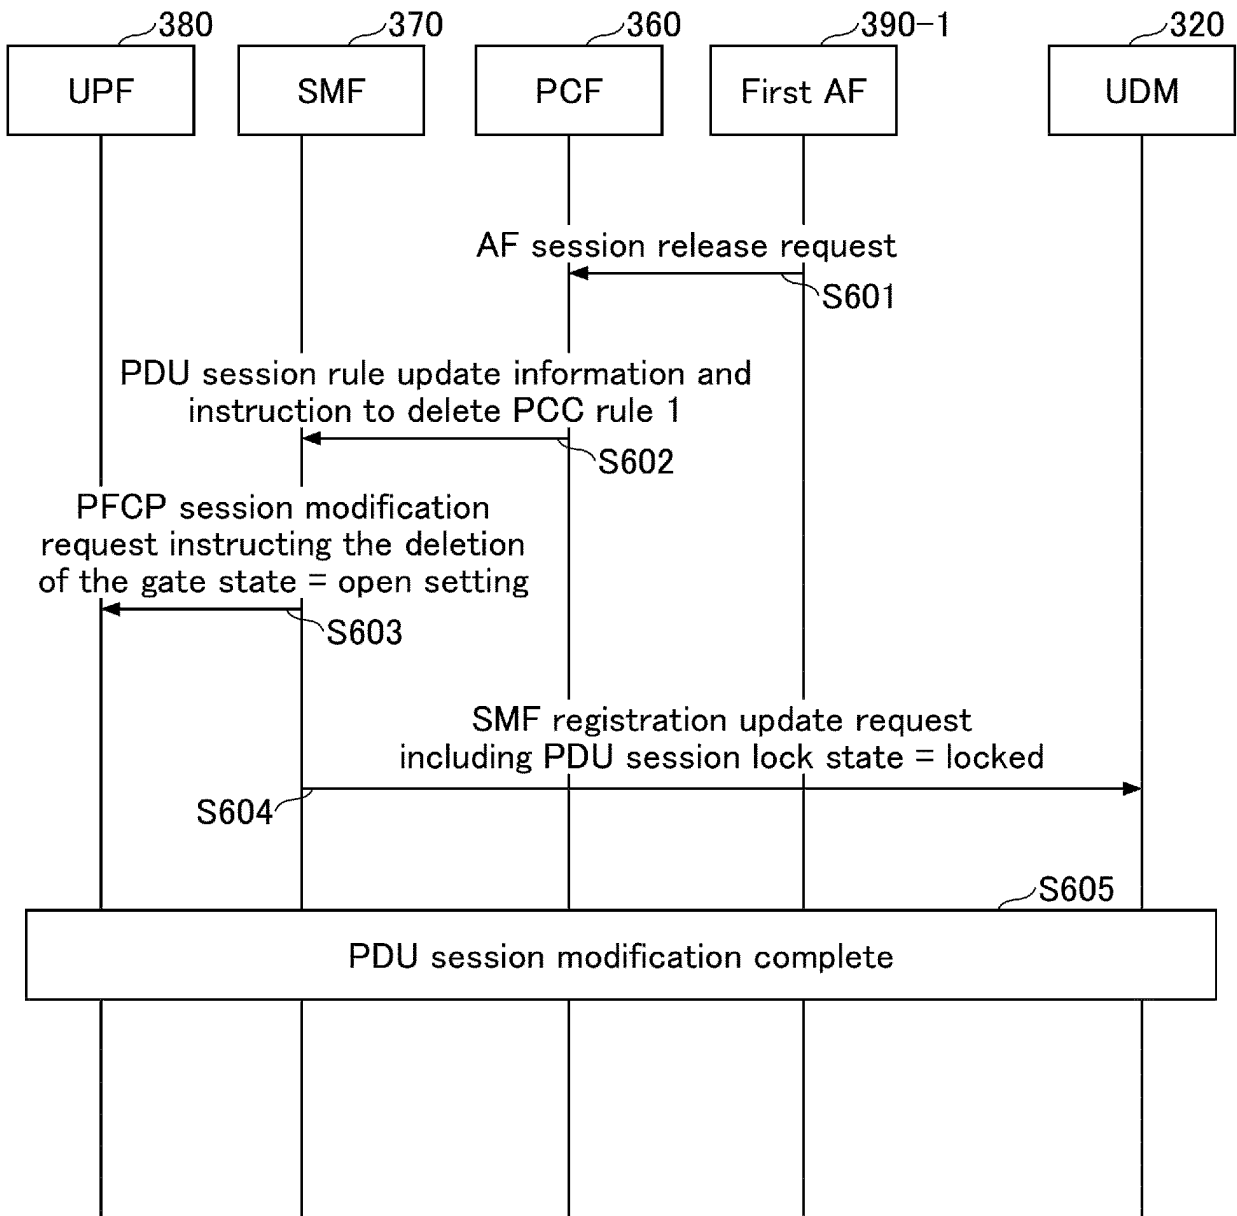 380
370
360
390-1
320
UPF
SMF
PCF
First AF
UDM
AF session release request
S601
PDU session rule update information and
instruction to delete PCC rule 1
S602
PFCP session modification
request instructing the deletion
of the gate state = open setting
S603
SMF registration update request
including PDU session lock state = locked
S604
S605
PDU session modification complete